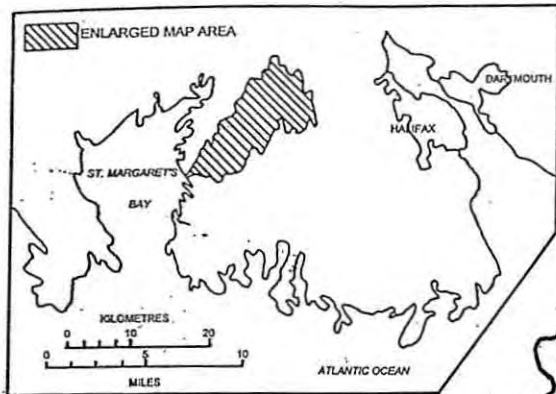 ENLARGED MAP AREA
DARTMOUTH
HALIFAX
ST. MARGARET'S
BAY
KILOMETRES
0 10 20
0 5 10
MILES
ATLANTIC OCEAN